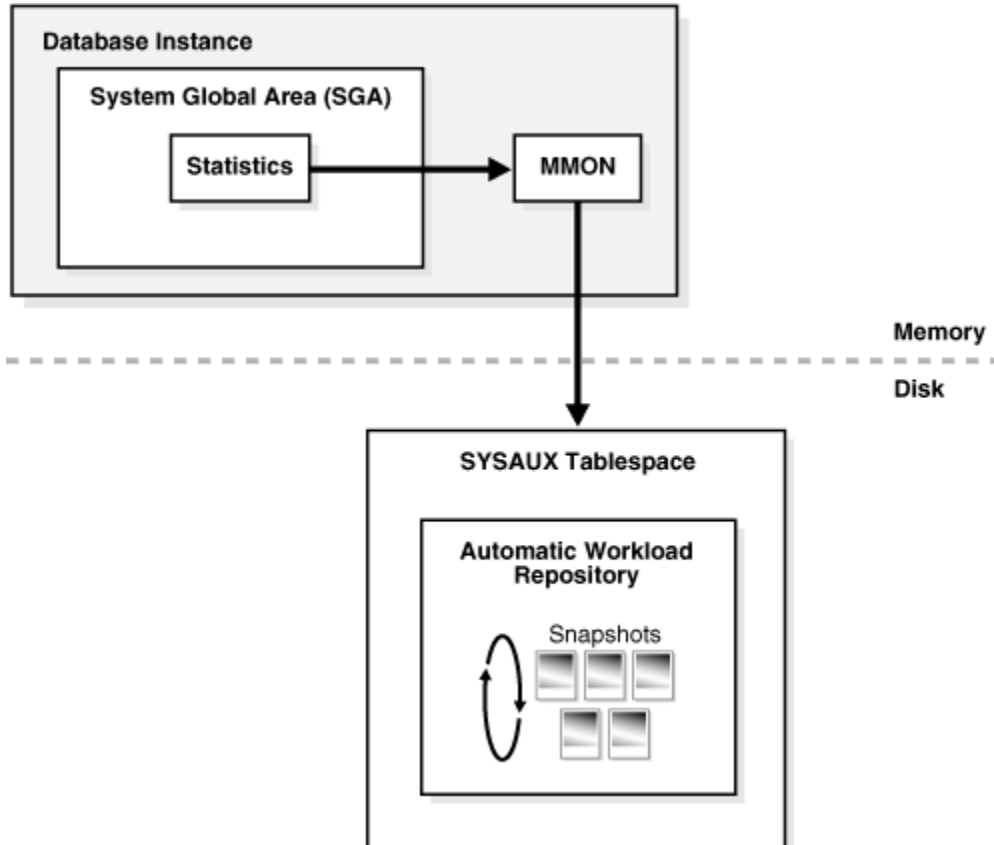 Database Instance
System Global Area (SGA)
Statistics
MMON
Memory
Disk
SYSAUX Tablespace
Automatic Workload
Repository
Snapshots